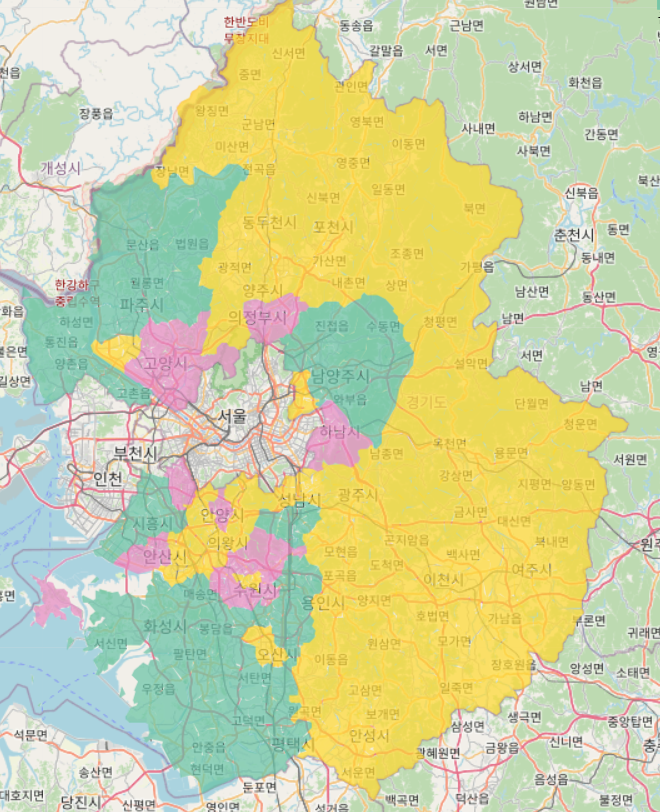 원남면
한반도비
동송읍
근남면
무장지대
갈말읍
서면
신서면
천읍
중면
관인면
상서면
화천읍
장풍읍
왕징면
군남면
영북면
하남면
사내면
간동면
미산면
이동면
사북면
개성시
장남면
전곡읍
영중면
일동면
신북읍
북산
신북면
북면
동두천시
포천시
춘천시
동면
문산읍
법원읍
가산면
조종면
동내면
광적면
가평읍
한강하구
중립수역
월롱면
양주시
내촌면
상면
남산면
동산면
파주시
화읍
하성면
의정부시
진접읍
수동면
청평면
남면
통진읍
불은면
양촌읍
고양시
설악면
서면
길상면
남양주시
남면
고촌읍
와부읍
경기도
단월면
서울
청운면
하남시
부천시
남종면
옥천면
용문면
서원면
인천
강상면
지평면
양동면
성남시
광주시
시흥시
안양시
금사면
대신면
의왕시
곤지암읍
북내면
원주
안산시
모현읍
백사면
도척면
포곡읍
이천시
여주시
매송면
수원시
용인시
양지면
호법면
가남읍
부론면
화성시
봉담읍
귀래면
서신면
원삼면
모가면
팔탄면
오산시
이동읍
장호원읍
앙성면
소태면
서탄면
우정읍
고삼면
일죽면
원곡면
고덕면
보개면
생극면
중앙탑면
석문면
안중읍
평택시
안성시
삼성면
신니면
충
현덕면
광혜원면
금왕읍
송산면
서운면
음성읍
대호지면
둔포면
당진시
신평면
영인면
성거읍
백곡면
덕산읍
불정면